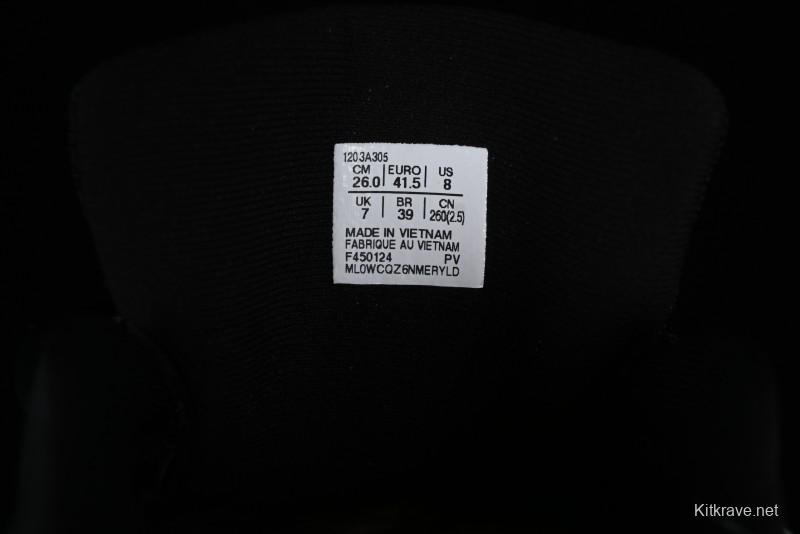 1203A305
CM EURO US
26.0 41.5 8
UK BR CN
7 39 260(2.5)
MADE IN VIETNAM
FABRIQUE AU VIETNAM
F450124 PV
ML0WCQZ6NMERYLD
Kitkrave.net